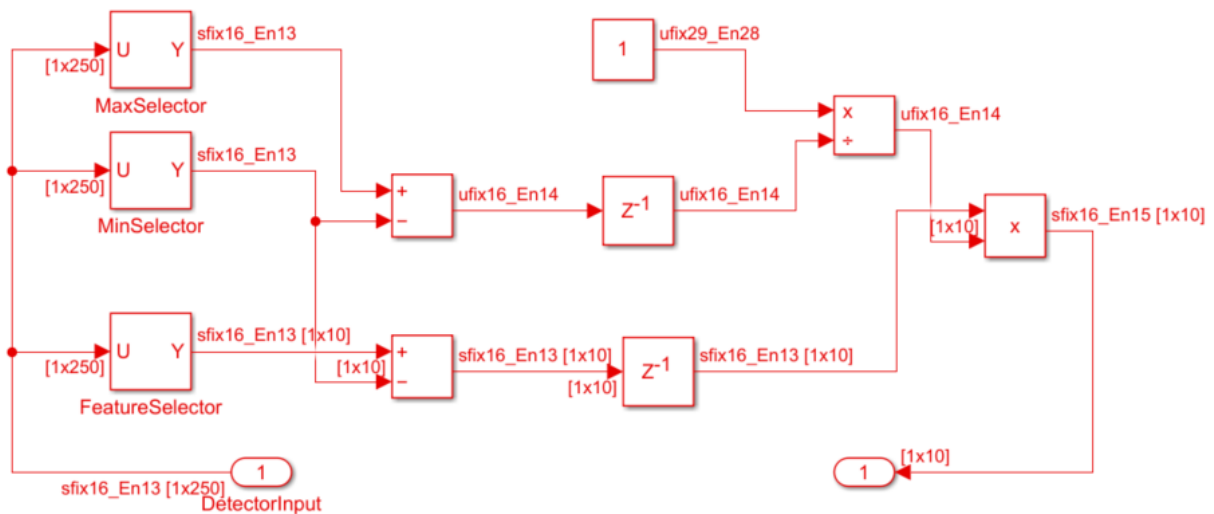 sfix16_En13
U Y
[1x250]
MaxSelector
ufix29_En28
1
x
÷
ufix16_En14
sfix16_En13
U Y
[1x250]
MinSelector
+
−
ufix16_En14
Z-1
ufix16_En14
[1x10]
x
sfix16_En15 [1x10]
sfix16_En13 [1x10]
U Y
[1x250]
FeatureSelector
+
[1x10]
−
sfix16_En13 [1x10]
[1x10]
Z-1
sfix16_En13 [1x10]
1
sfix16_En13 [1x250]
DetectorInput
1
[1x10]